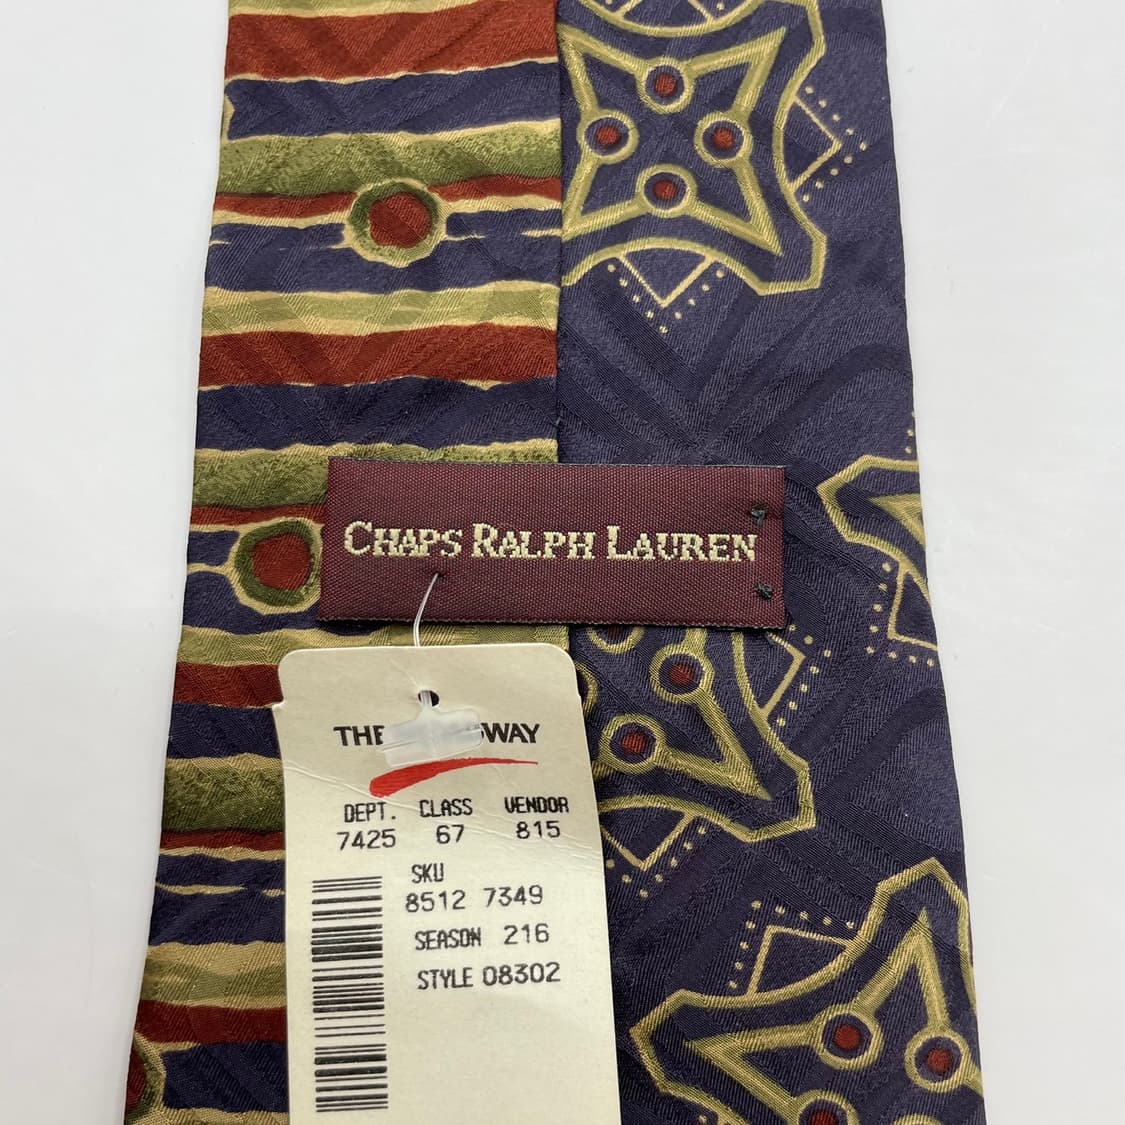 CHAPS RALPH LAUREN
THE
DEPT. CLASS VENDOR
7425 67 815
SKU
8512 7349
SEASON 216
STYLE 08302